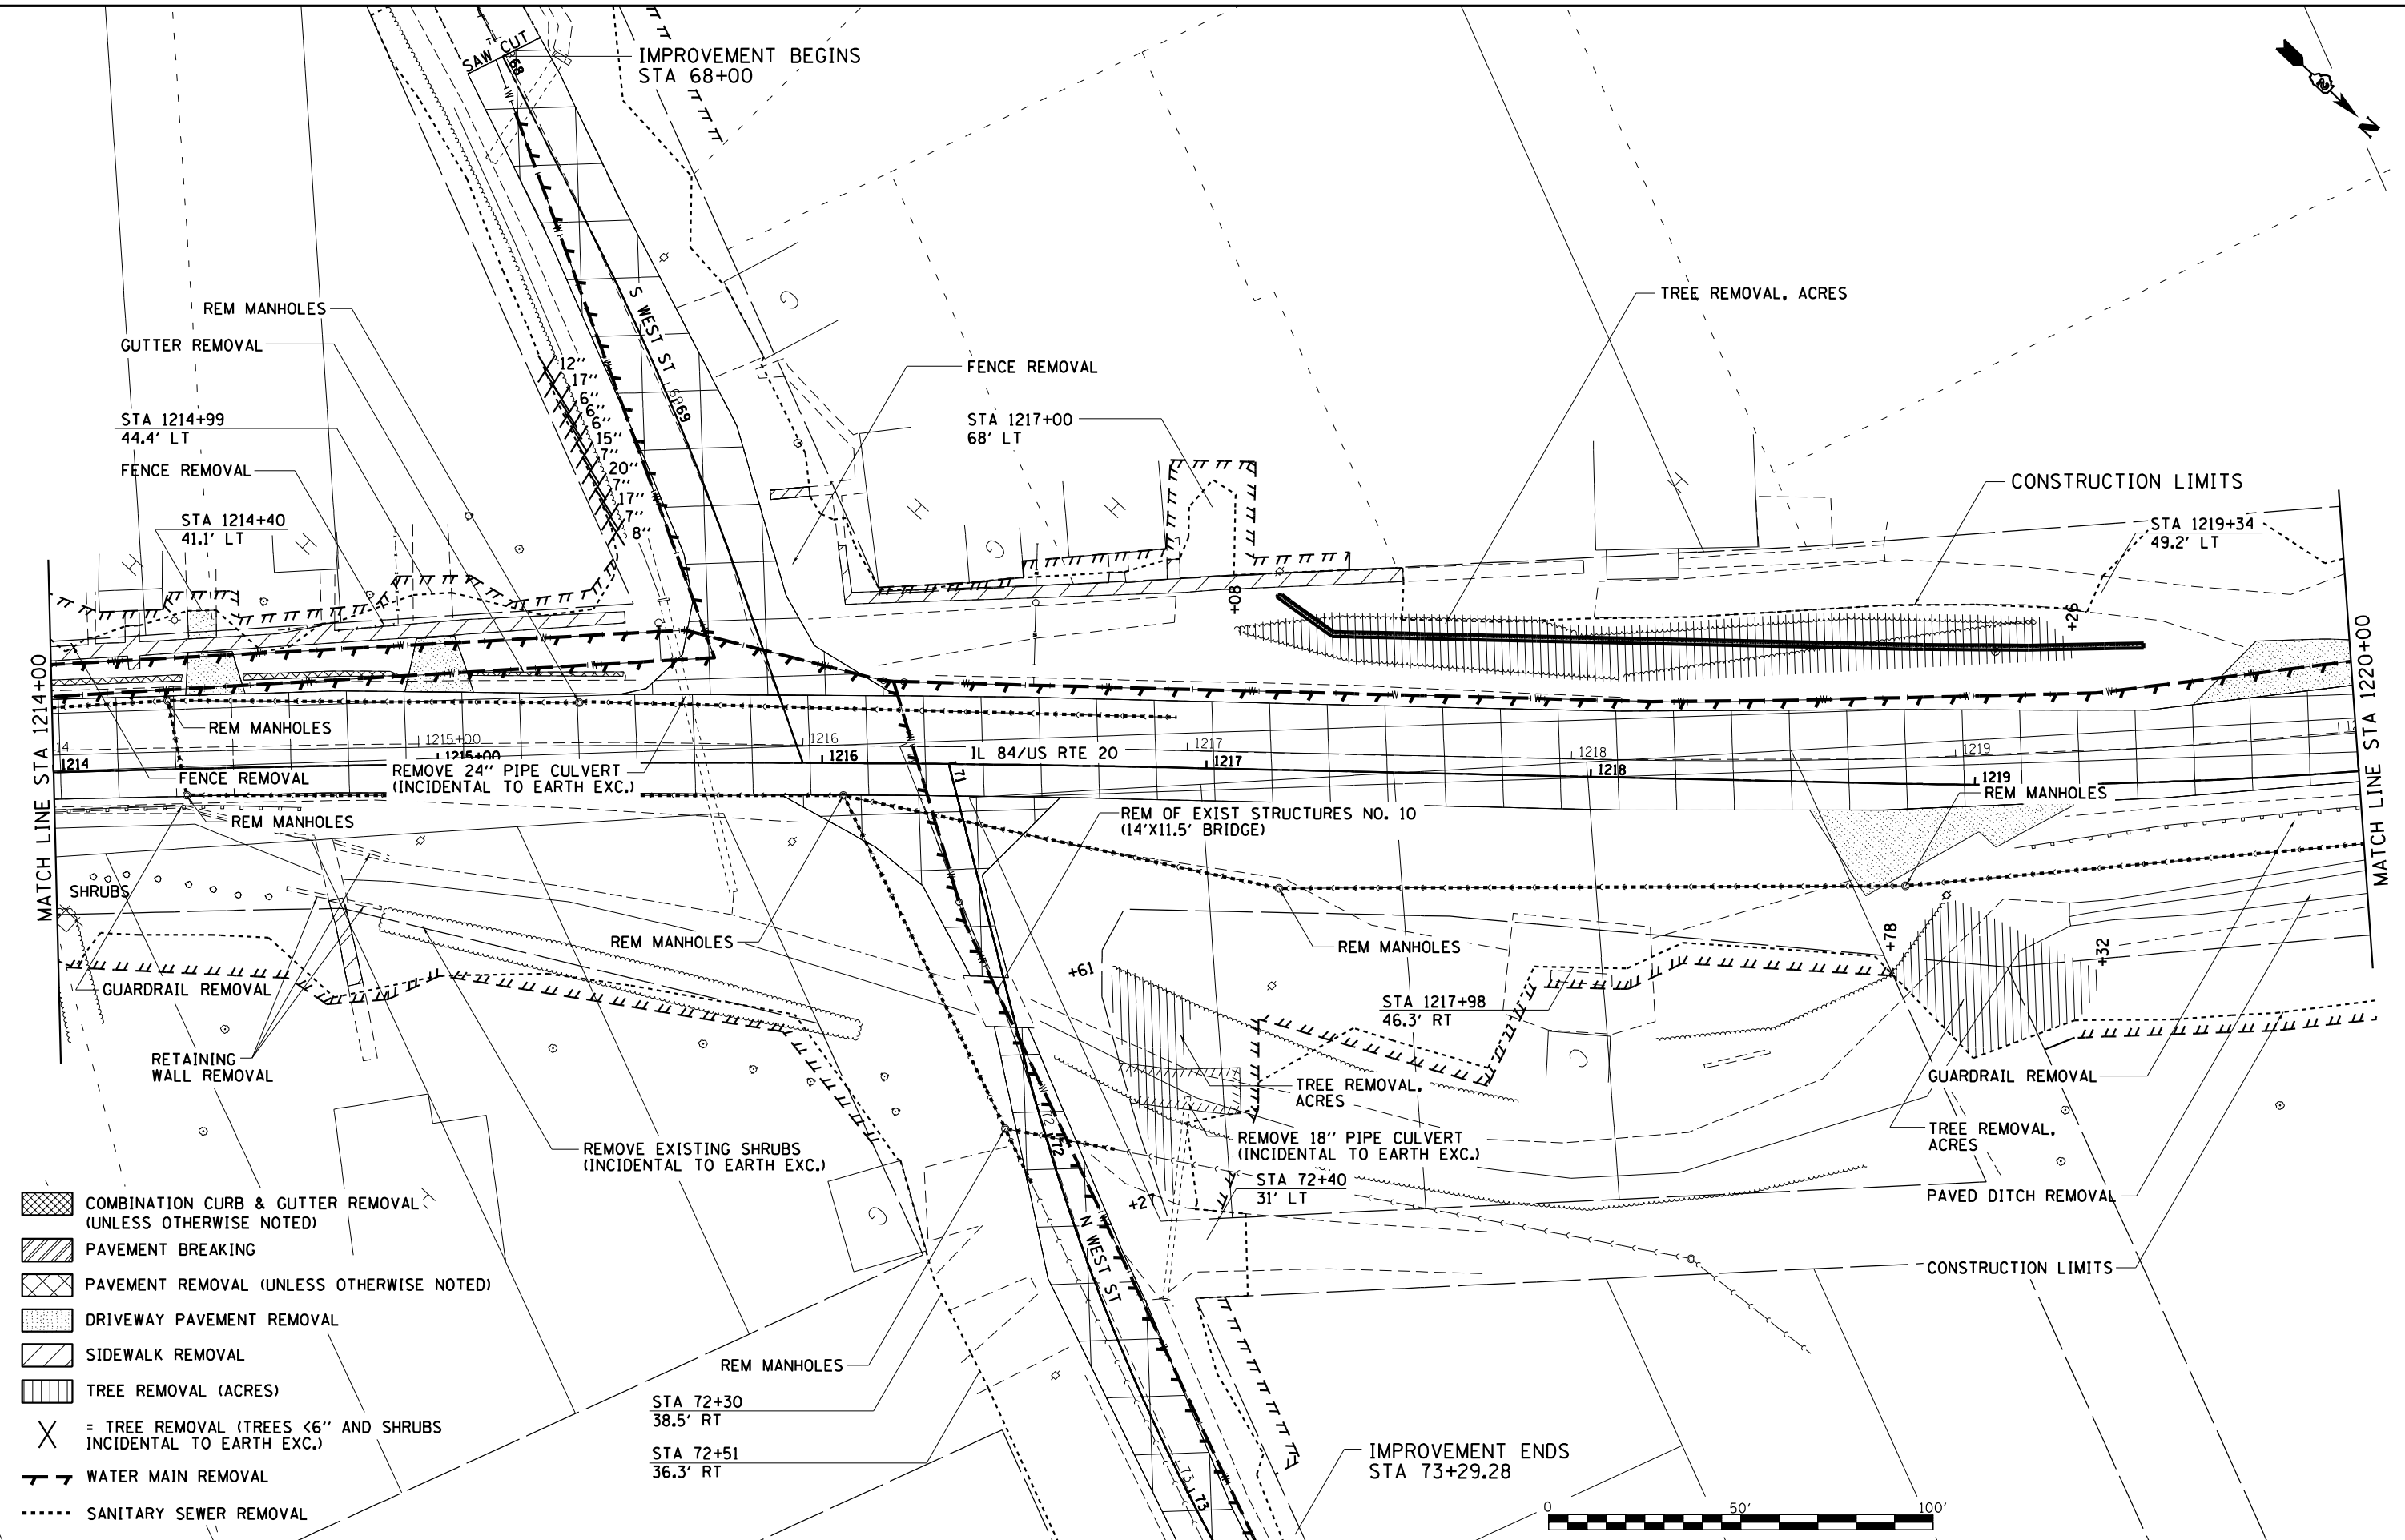 SAW CUT
68
IMPROVEMENT BEGINS
STA 68+00
N
REM MANHOLES
GUTTER REMOVAL
STA 1214+99
44.4' LT
FENCE REMOVAL
STA 1214+40
41.1' LT
12''
17''
6''
6''
6''
15''
7''
20''
7''
17''
7''
8''
S WEST ST
69
C
FENCE REMOVAL
STA 1217+00
68' LT
TREE REMOVAL, ACRES
CONSTRUCTION LIMITS
STA 1219+34
49.2' LT
H
H
H
H
C
H
+08
+26
MATCH LINE STA 1214+00
MATCH LINE STA 1220+00
REM MANHOLES
14
1214
1215+00
1215+00
1216
1216
IL 84/US RTE 20
1217
1217
1218
1218
1219
1219
FENCE REMOVAL
REMOVE 24'' PIPE CULVERT
(INCIDENTAL TO EARTH EXC.)
71
REM MANHOLES
REM MANHOLES
REM OF EXIST STRUCTURES NO. 10
(14'X11.5' BRIDGE)
SHRUBS
REM MANHOLES
REM MANHOLES
+78
+32
+61
GUARDRAIL REMOVAL
STA 1217+98
46.3' RT
C
RETAINING
WALL REMOVAL
TREE REMOVAL,
ACRES
GUARDRAIL REMOVAL
REMOVE EXISTING SHRUBS
(INCIDENTAL TO EARTH EXC.)
72
72
REMOVE 18'' PIPE CULVERT
(INCIDENTAL TO EARTH EXC.)
TREE REMOVAL,
ACRES
STA 72+40
31' LT
+27
PAVED DITCH REMOVAL
H
C
N WEST ST
CONSTRUCTION LIMITS
COMBINATION CURB & GUTTER REMOVAL
(UNLESS OTHERWISE NOTED)
PAVEMENT BREAKING
PAVEMENT REMOVAL (UNLESS OTHERWISE NOTED)
DRIVEWAY PAVEMENT REMOVAL
SIDEWALK REMOVAL
TREE REMOVAL (ACRES)
= TREE REMOVAL (TREES <6'' AND SHRUBS
INCIDENTAL TO EARTH EXC.)
WATER MAIN REMOVAL
SANITARY SEWER REMOVAL
REM MANHOLES
STA 72+30
38.5' RT
STA 72+51
36.3' RT
73
73
IMPROVEMENT ENDS
STA 73+29.28
0
50'
100'